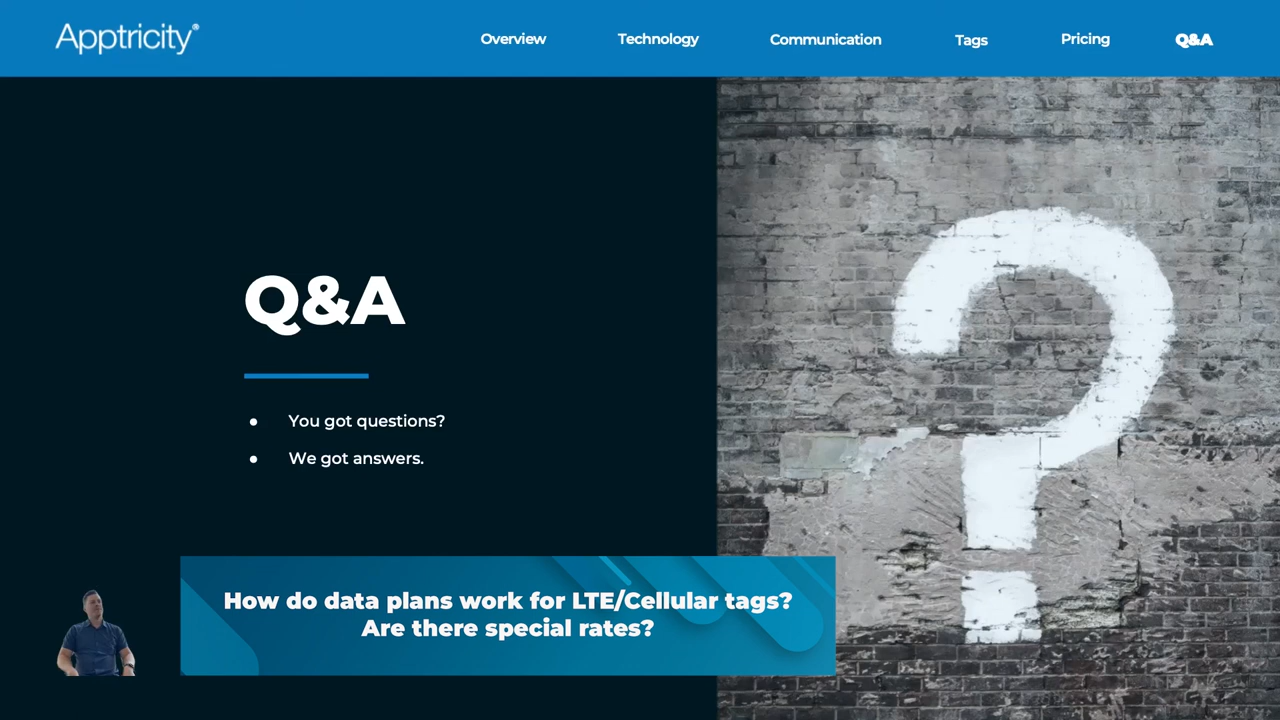 Apptricity®
Overview
Technology
Communication
Tags
Pricing
Q&A
Q&A
● You got questions?
● We got answers.
How do data plans work for LTE/Cellular tags?
Are there special rates?